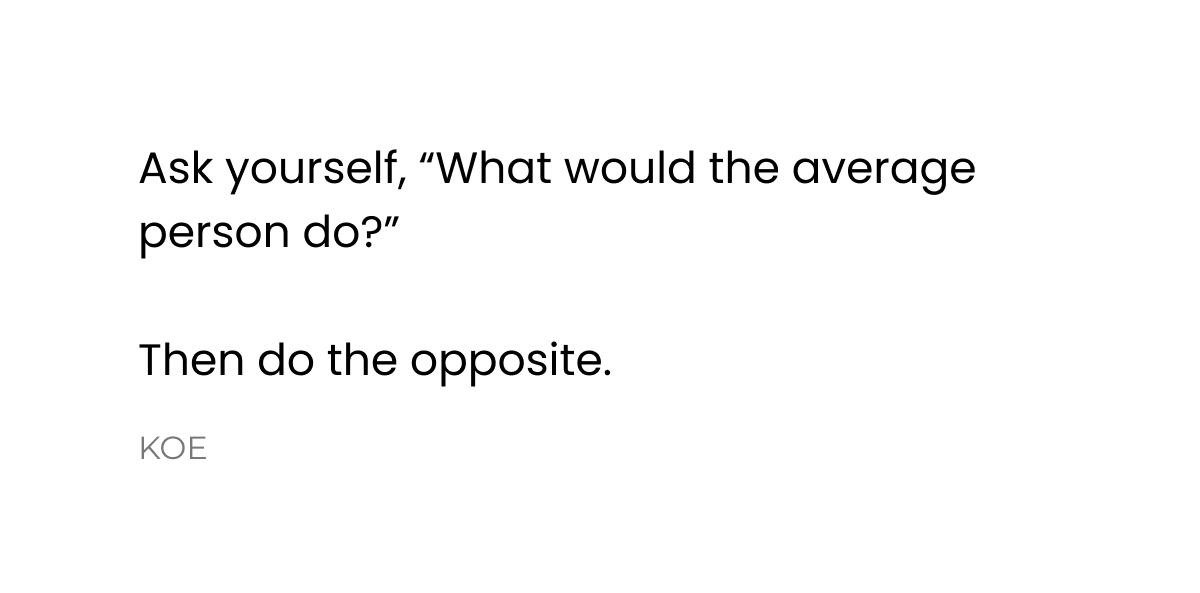 Ask yourself, “What would the average
person do?”
Then do the opposite.
KOE